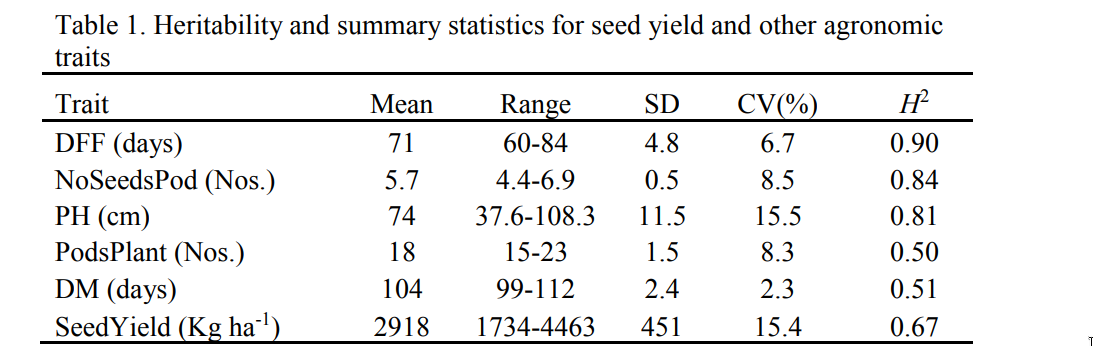 Table 1. Heritability and summary statistics for seed yield and other agronomic
traits
Trait Mean Range SD CV(%) H²
DFF (days) 71 60-84 4.8 6.7 0.90
NoSeedsPod (Nos.) 5.7 4.4-6.9 0.5 8.5 0.84
PH (cm) 74 37.6-108.3 11.5 15.5 0.81
PodsPlant (Nos.) 18 15-23 1.5 8.3 0.50
DM (days) 104 99-112 2.4 2.3 0.51
SeedYield (Kg ha⁻¹) 2918 1734-4463 451 15.4 0.67